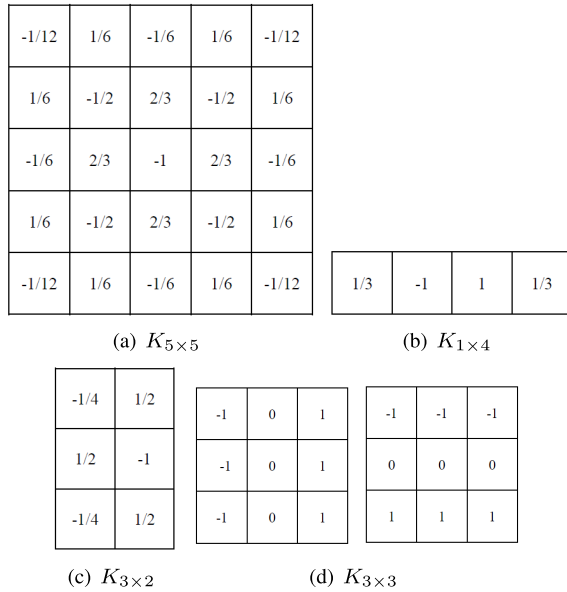 -1/12 1/6 -1/6 1/6 -1/12
1/6 -1/2 2/3 -1/2 1/6
-1/6 2/3 -1 2/3 -1/6
1/6 -1/2 2/3 -1/2 1/6
-1/12 1/6 -1/6 1/6 -1/12
(a) K5×5
1/3 -1 1 1/3
(b) K1×4
-1/4 1/2
1/2 -1
-1/4 1/2
(c) K3×2
-1 0 1
-1 0 1
-1 0 1
-1 -1 -1
0 0 0
1 1 1
(d) K3×3